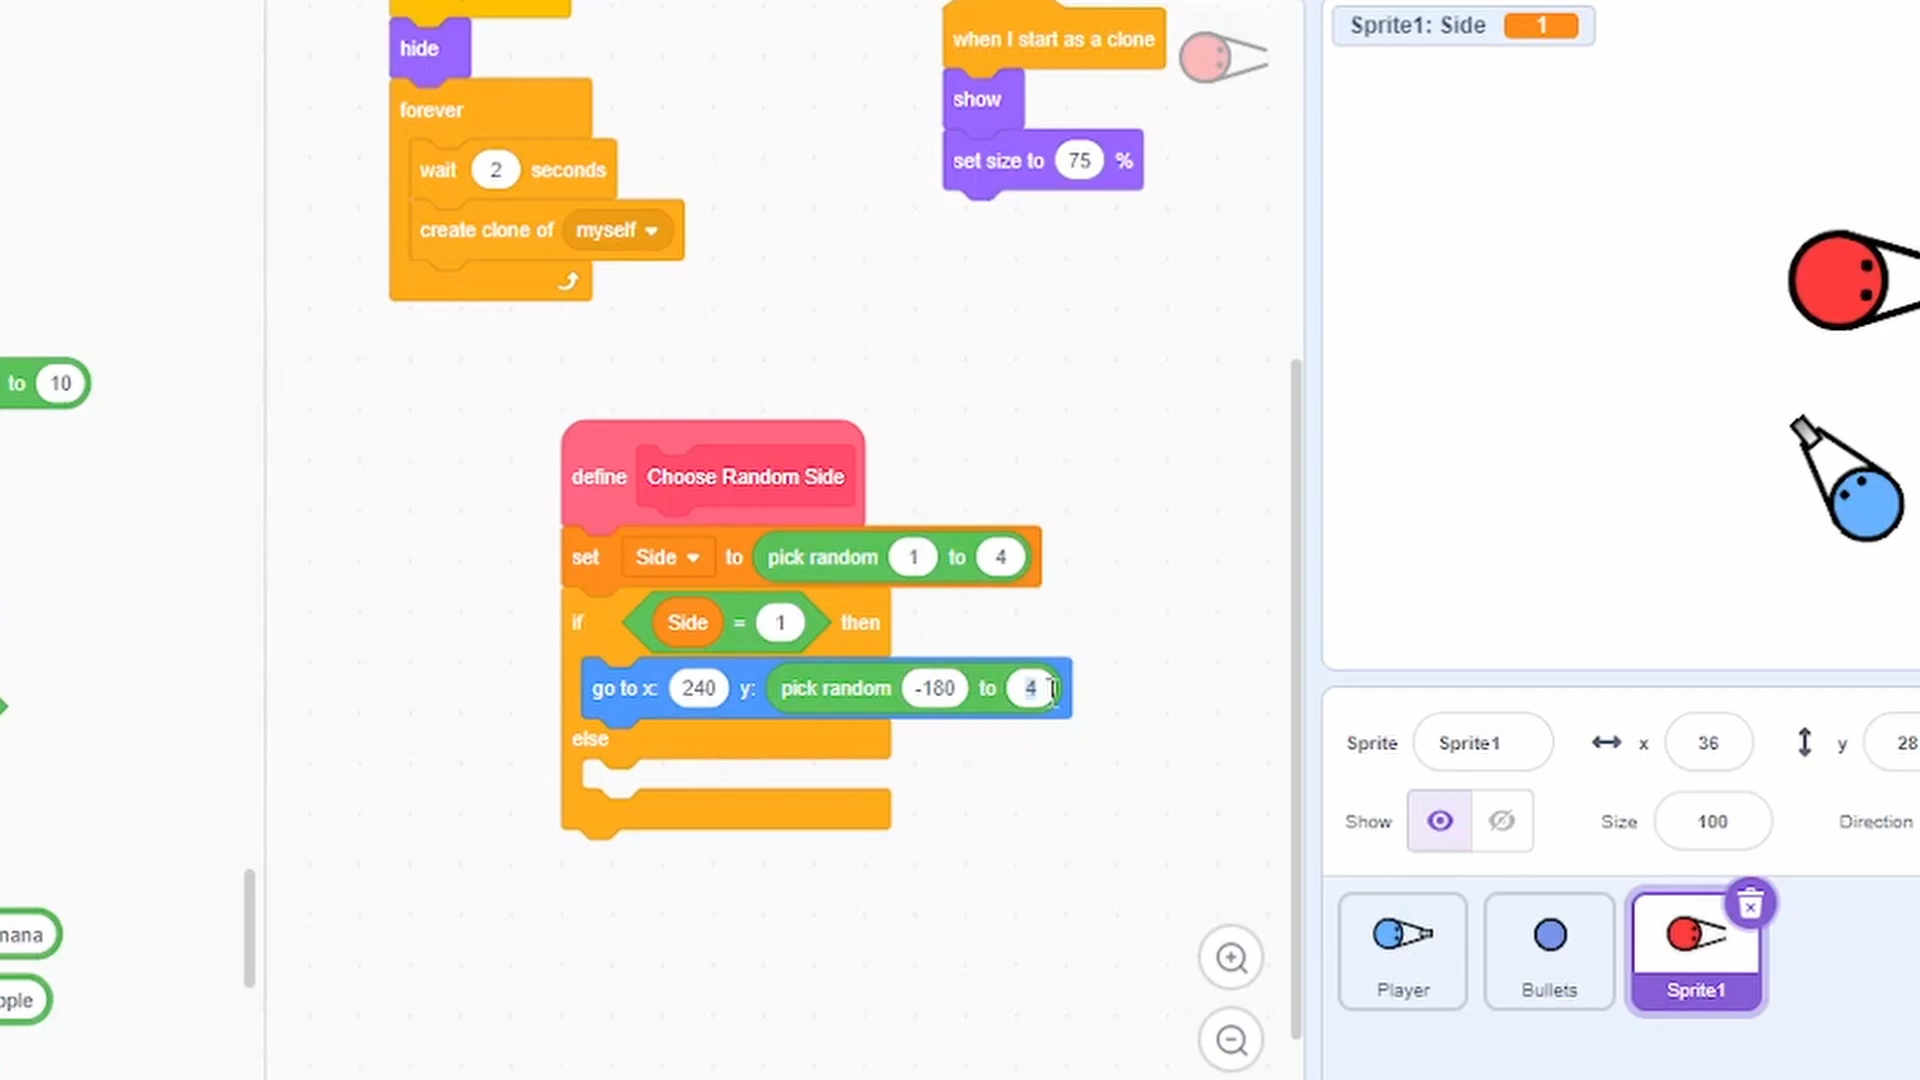 hide
forever
wait 2 seconds
create clone of myself
when I start as a clone
show
set size to 75 %
to 10
define Choose Random Side
set Side to pick random 1 to 4
if Side = 1 then
go to x: 240 y: pick random -180 to 4
else
Sprite1: Side 1
Sprite Sprite1 x 36 y 28
Show Size 100 Direction
Player
Bullets
Sprite1